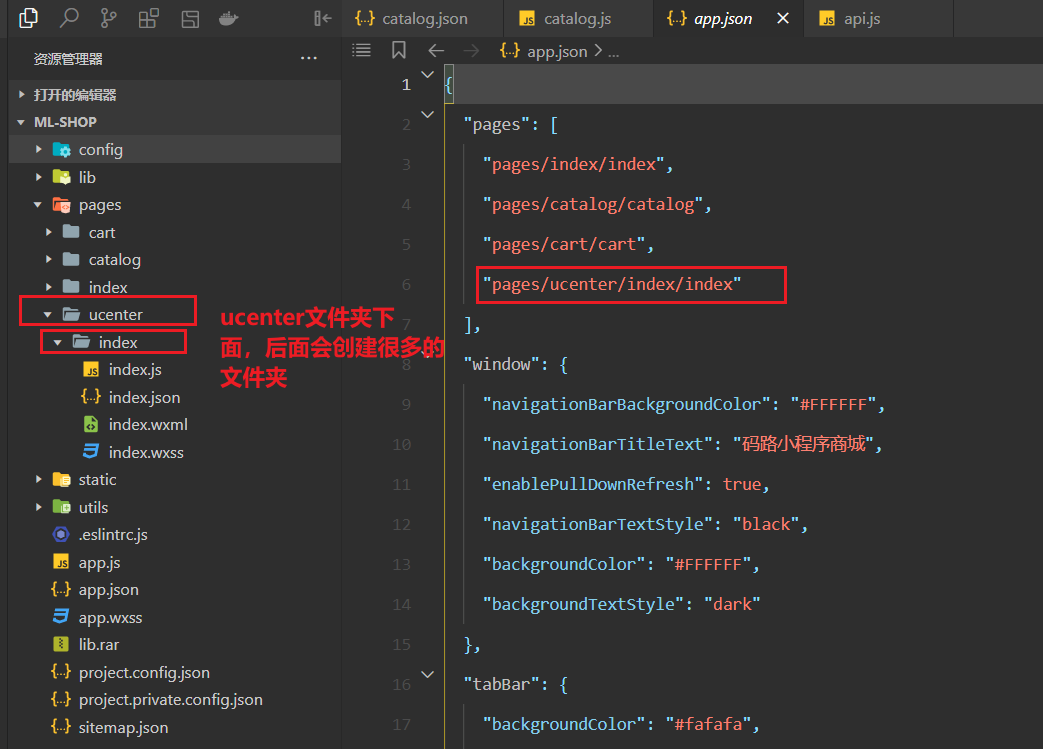 catalog.json
catalog.js
app.json
api.js
资源管理器
打开的编辑器
ML-SHOP
config
lib
pages
cart
catalog
index
ucenter
index
index.js
index.json
index.wxml
index.wxss
static
utils
.eslintrc.js
app.js
app.json
app.wxss
lib.rar
project.config.json
project.private.config.json
sitemap.json
ucenter文件夹下
面，后面会创建很多的
文件夹
app.json > ...
1 {
2 "pages": [
3 "pages/index/index",
4 "pages/catalog/catalog",
5 "pages/cart/cart",
6 "pages/ucenter/index/index"
7 ],
8 "window": {
9 "navigationBarBackgroundColor": "#FFFFFF",
10 "navigationBarTitleText": "码路小程序商城",
11 "enablePullDownRefresh": true,
12 "navigationBarTextStyle": "black",
13 "backgroundColor": "#FFFFFF",
14 "backgroundTextStyle": "dark"
15 },
16 "tabBar": {
17 "backgroundColor": "#fafafa",